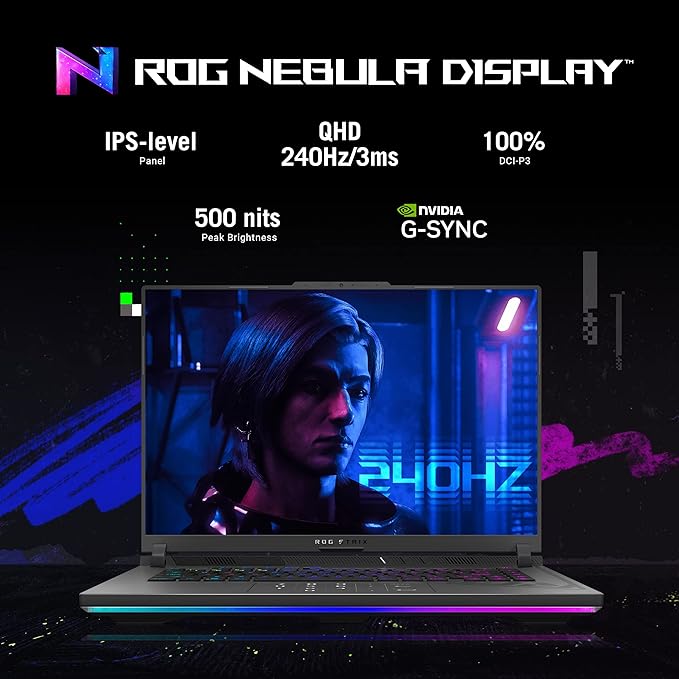 ROG NEBULA DISPLAY™
IPS-level
Panel
QHD
240Hz/3ms
100%
DCI-P3
500 nits
Peak Brightness
NVIDIA
G-SYNC
240HZ
ROG STRIX